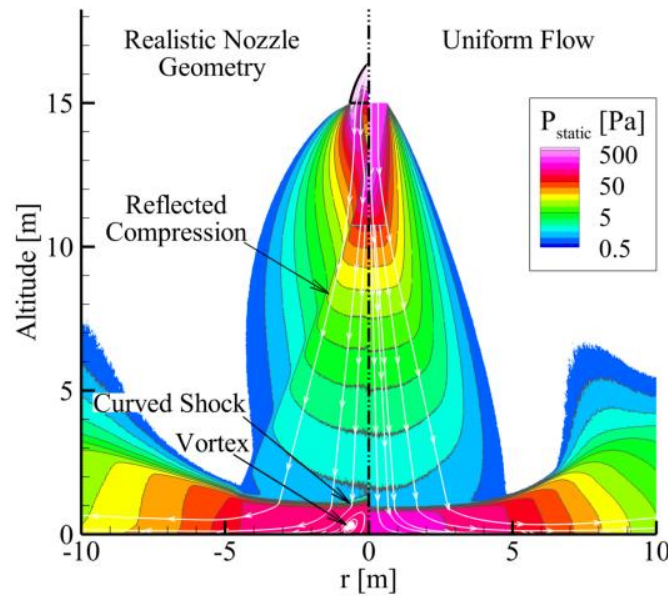 Realistic Nozzle
Geometry
Uniform Flow
15
P_static [Pa]
500
50
5
0.5
Reflected
Compression
10
Altitude [m]
5
Curved Shock
Vortex
0
-10
-5
0
5
10
r [m]